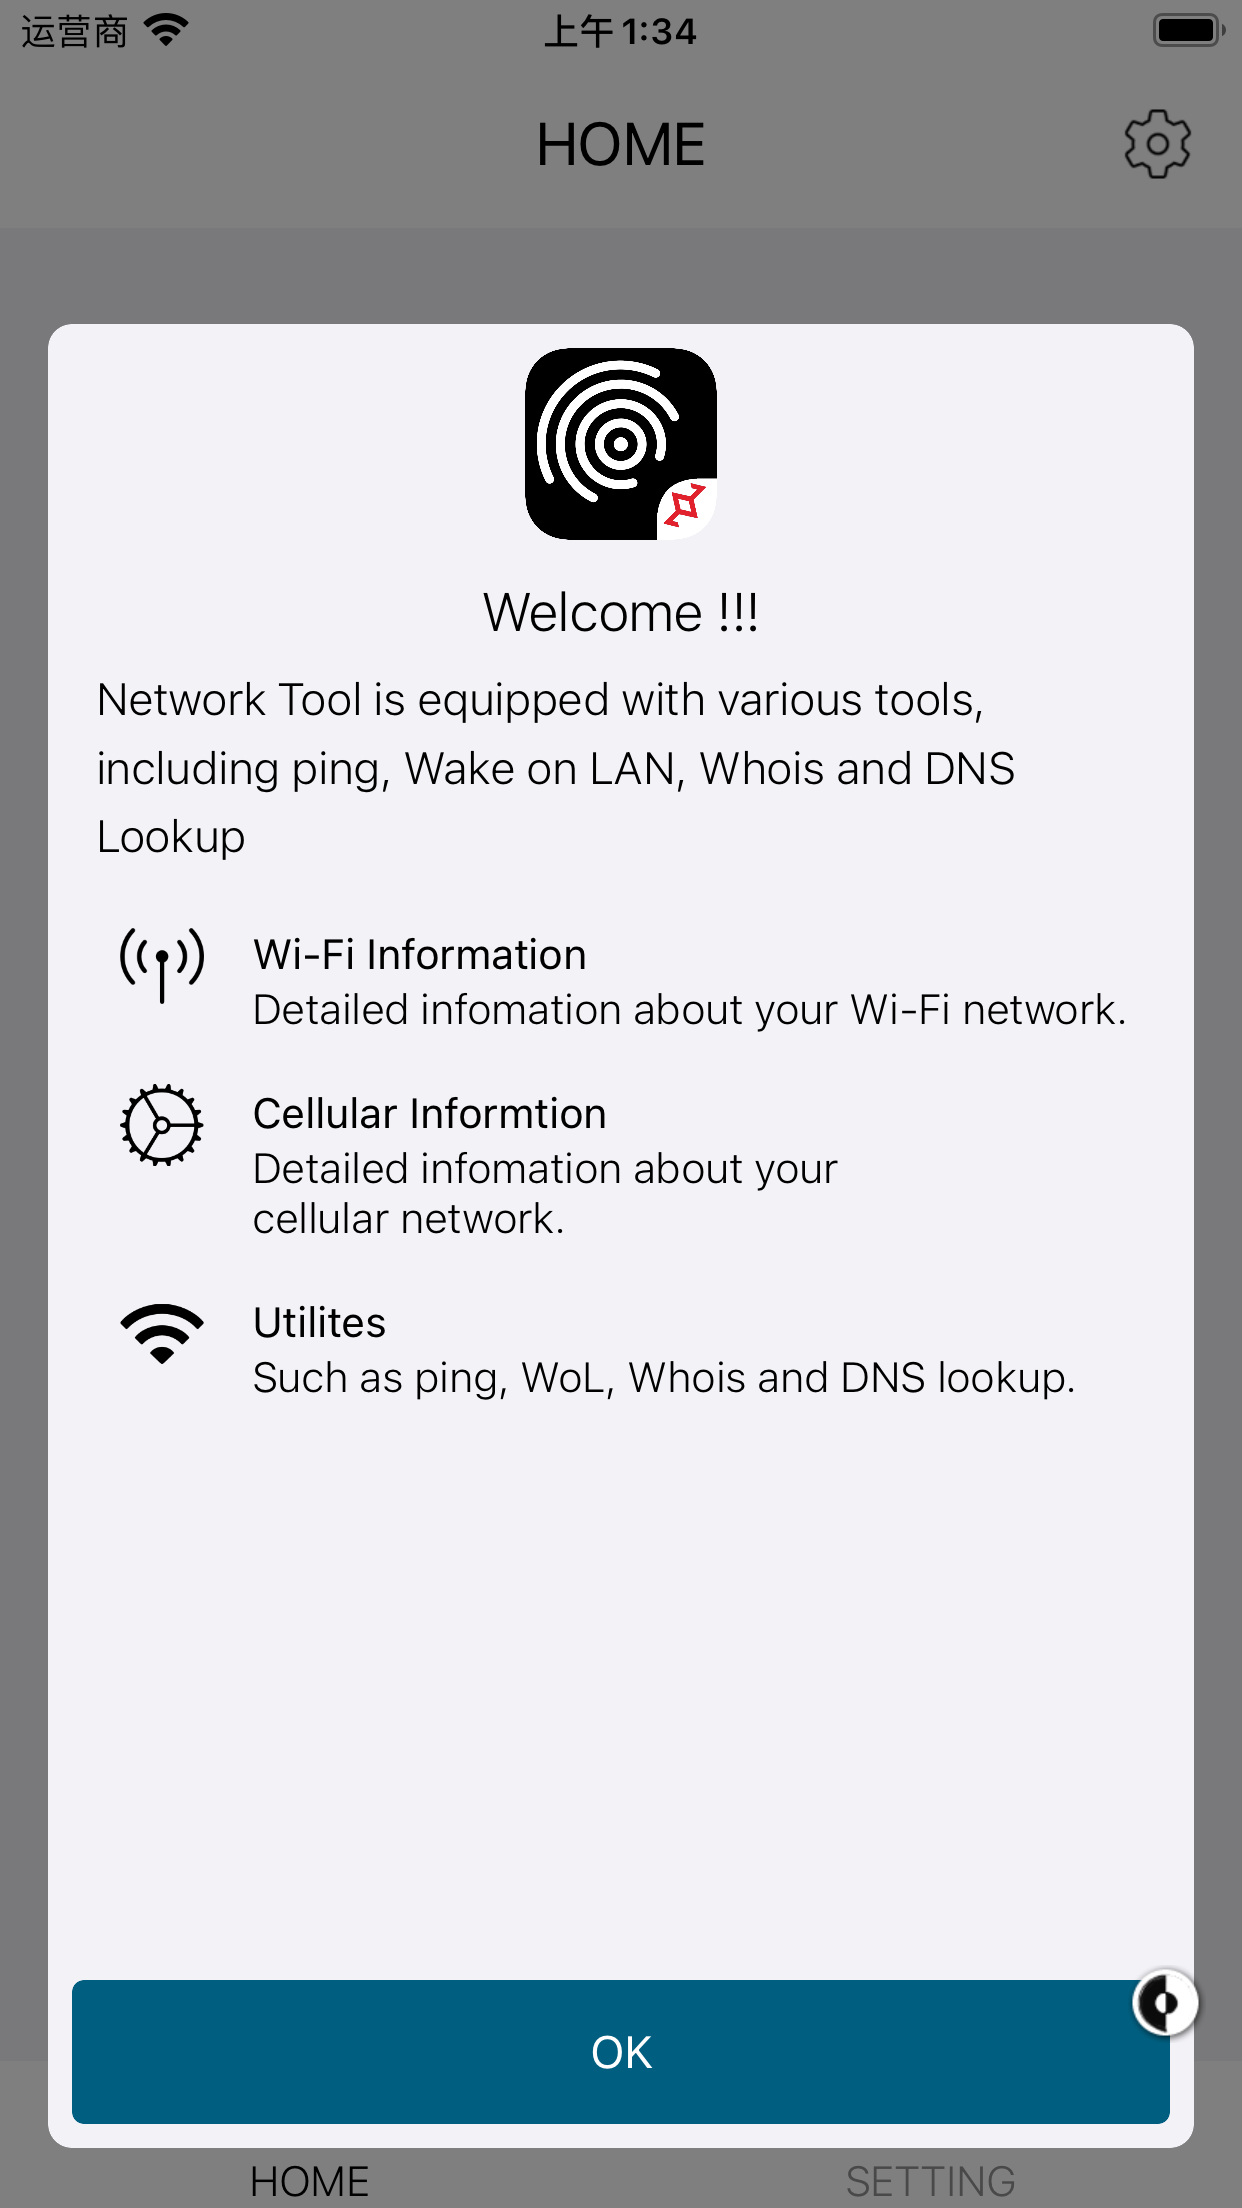 运营商
上午1:34
HOME
Welcome !!!
Network Tool is equipped with various tools,
including ping, Wake on LAN, Whois and DNS
Lookup
Wi-Fi Information
Detailed infomation about your Wi-Fi network.
Cellular Informtion
Detailed infomation about your
cellular network.
Utilites
Such as ping, WoL, Whois and DNS lookup.
OK
HOME
SETTING